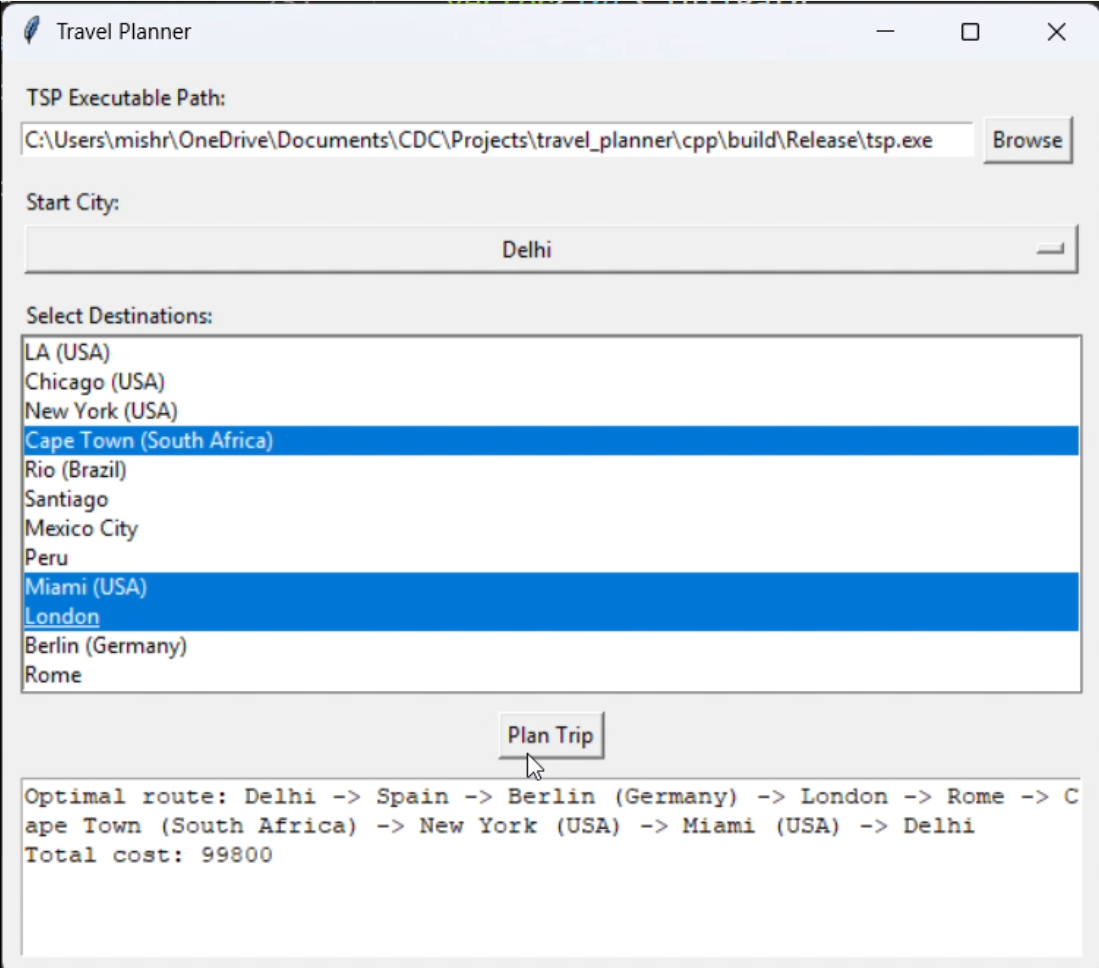 Travel Planner
TSP Executable Path:
C:\Users\mishr\OneDrive\Documents\CDC\Projects\travel_planner\cpp\build\Release\tsp.exe
Browse
Start City:
Delhi
Select Destinations:
LA (USA)
Chicago (USA)
New York (USA)
Cape Town (South Africa)
Rio (Brazil)
Santiago
Mexico City
Peru
Miami (USA)
London
Berlin (Germany)
Rome
Plan Trip
Optimal route: Delhi -> Spain -> Berlin (Germany) -> London -> Rome -> C
ape Town (South Africa) -> New York (USA) -> Miami (USA) -> Delhi
Total cost: 99800